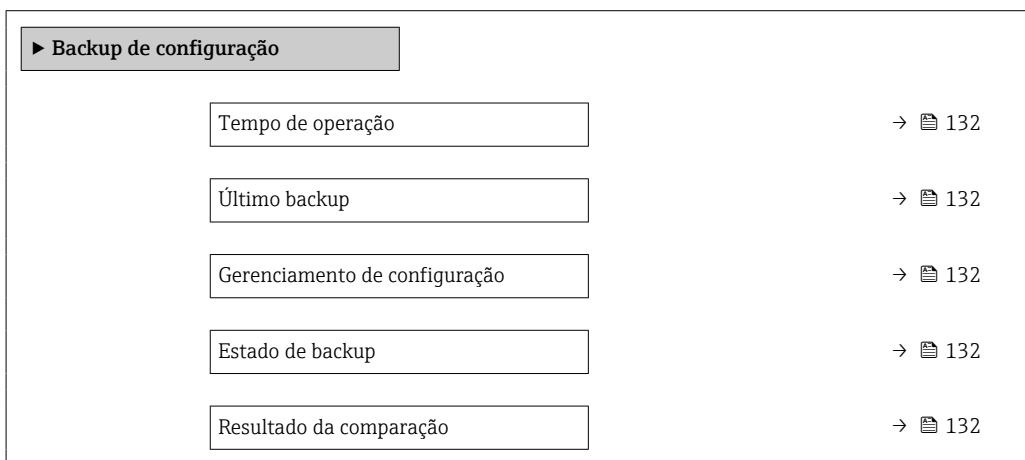 ▶ Backup de configuração
Tempo de operação → 132
Último backup → 132
Gerenciamento de configuração → 132
Estado de backup → 132
Resultado da comparação → 132